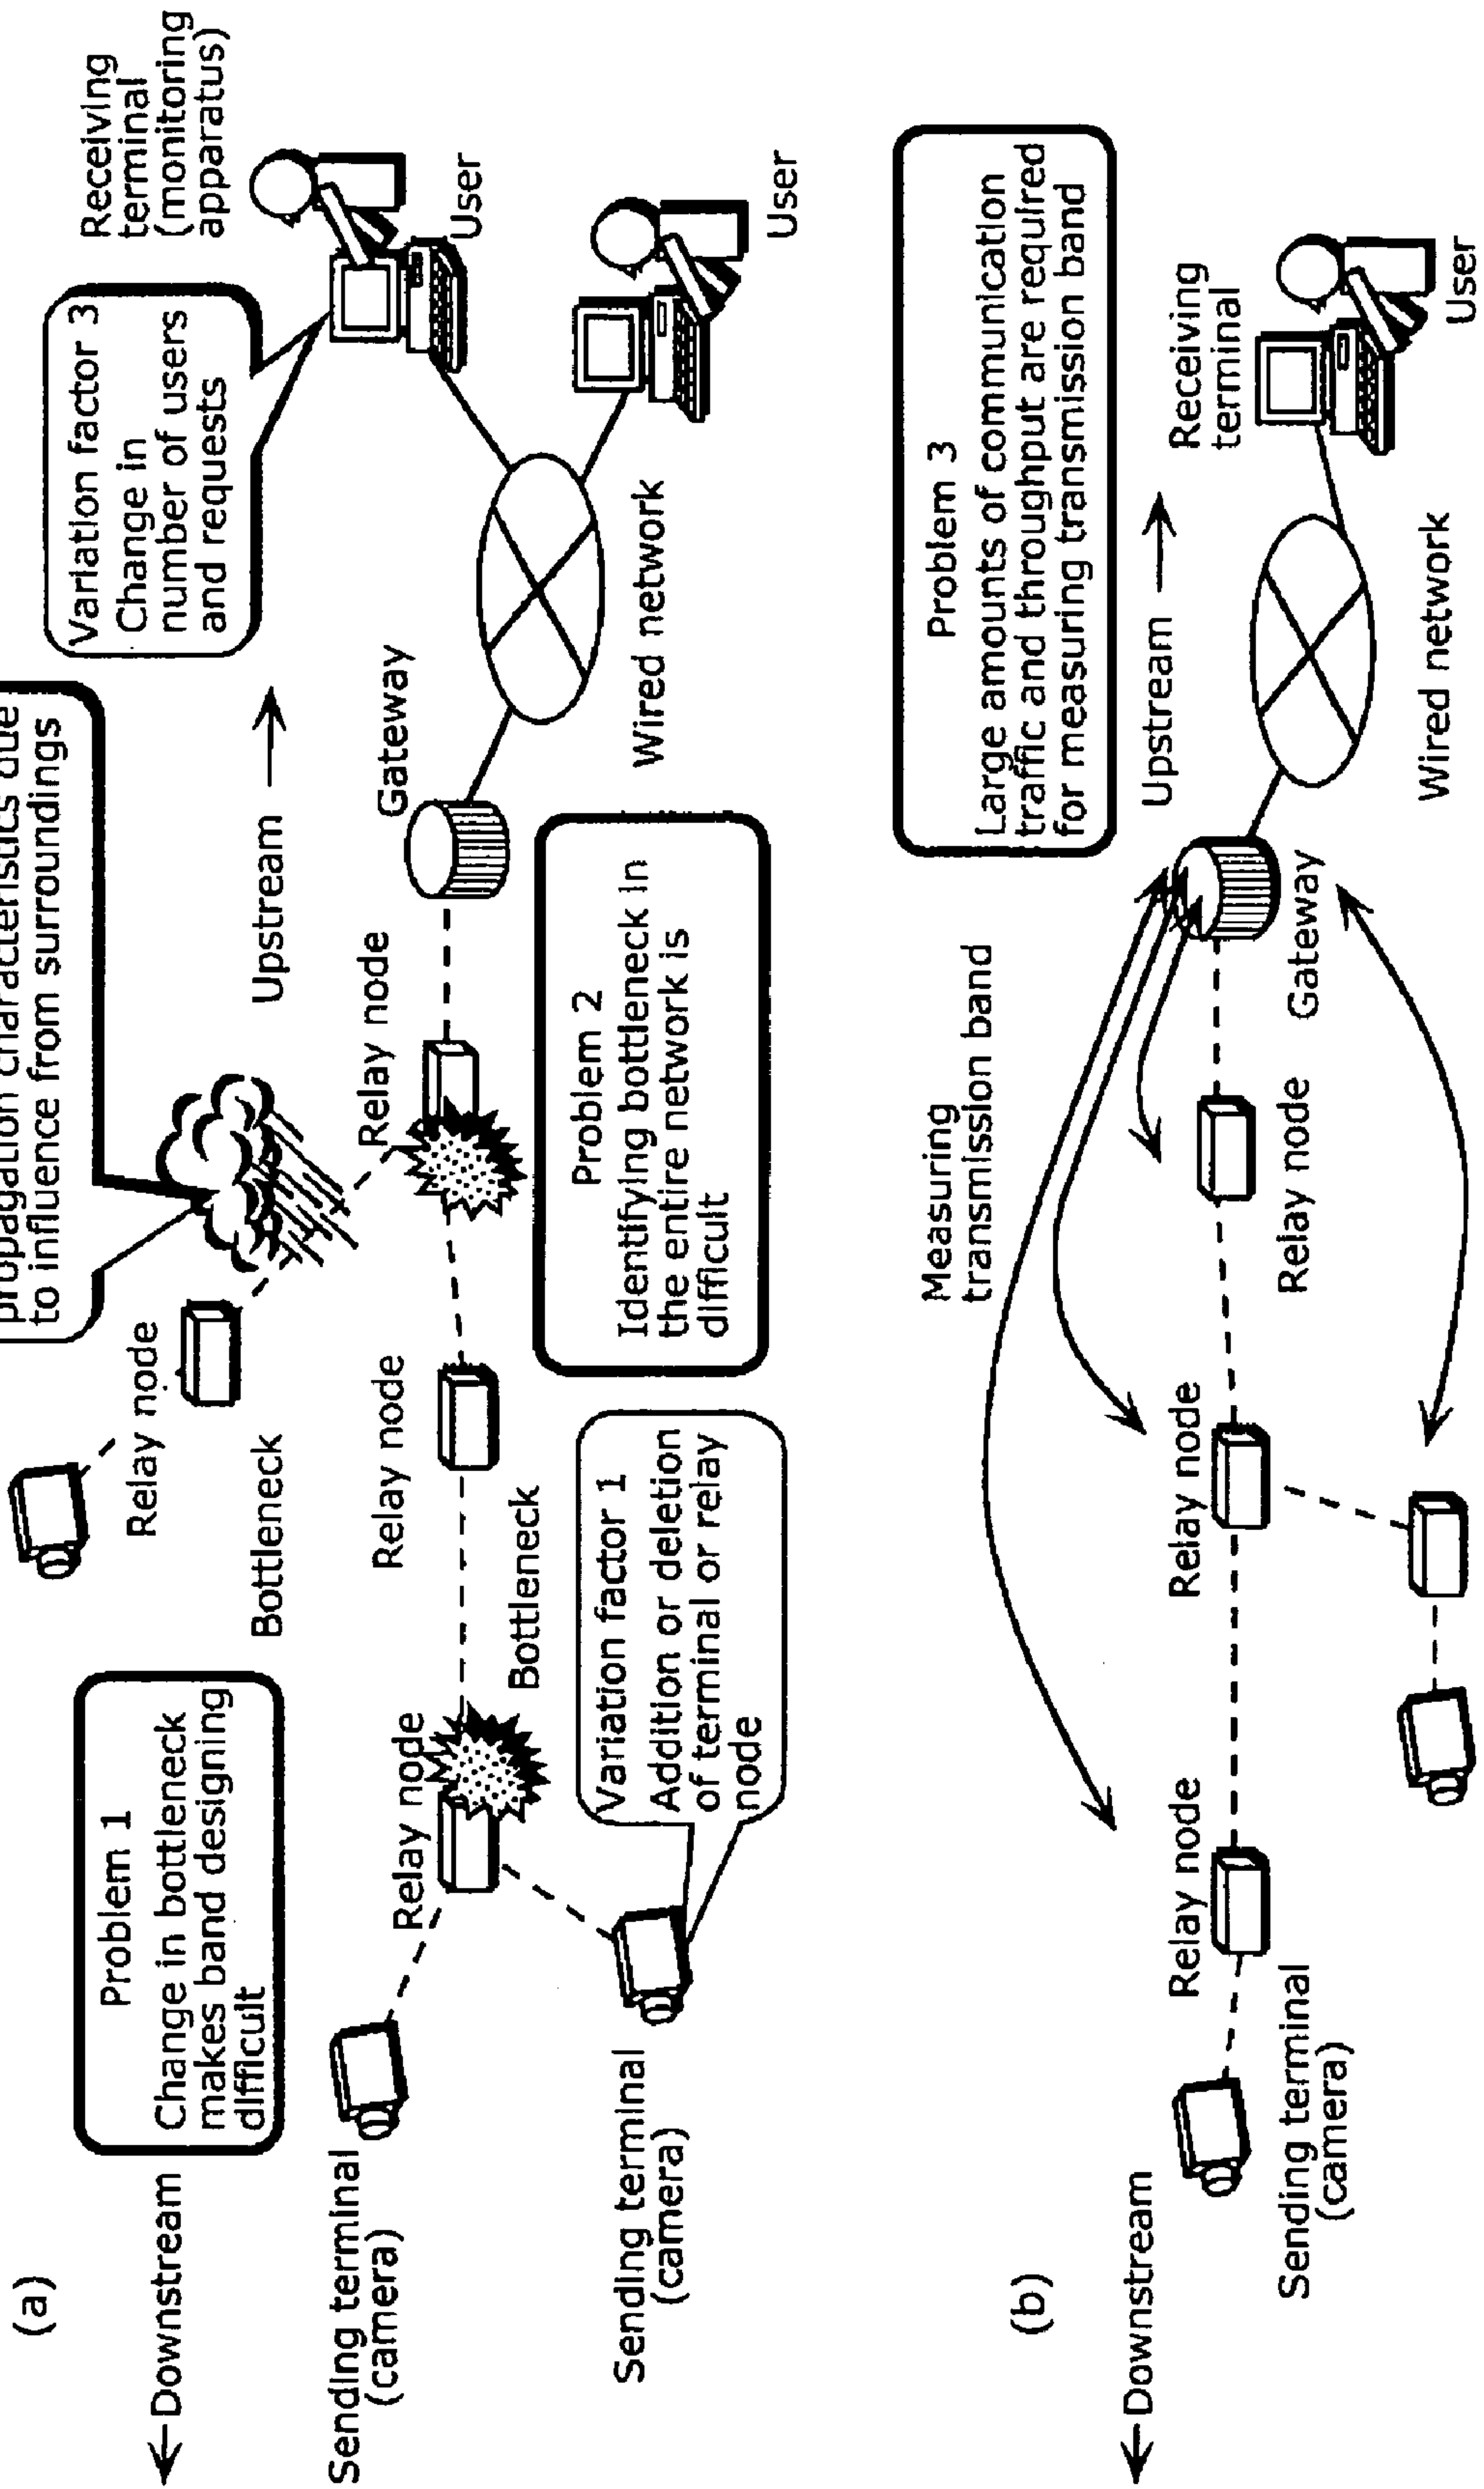 (a)
propagation characteristics due
to influence from surroundings
Problem 1
Change in bottleneck
makes band designing
difficult
Variation factor 3
Change in
number of users
and requests
Receiving
terminal
(monitoring
apparatus)
←Downstream
Upstream →
Relay node
Bottleneck
Sending terminal
(camera)
Relay node
Relay node
Relay node
Gateway
User
Bottleneck
Wired network
User
Sending terminal
(camera)
Variation factor 1
Addition or deletion
of terminal or relay
node
Problem 2
Identifying bottleneck in
the entire network is
difficult
(b)
Problem 3
Large amounts of communication
traffic and throughput are required
for measuring transmission band
Measuring
transmission band
←Downstream
Upstream →
Relay node
Relay node
Receiving
terminal
Sending terminal
(camera)
Relay node
Gateway
Wired network
User